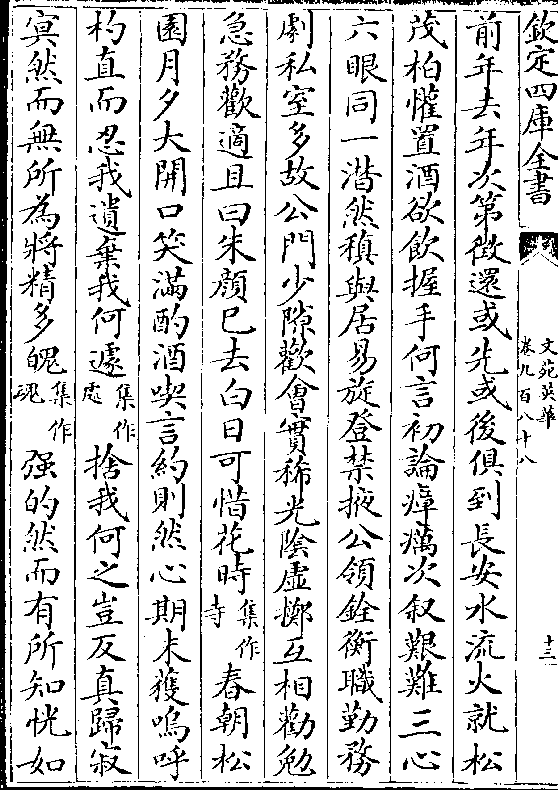 欽定四庫全書
文苑英華
卷九百八十八
十三
前年去年次第徴還或先或後俱到長安水流火就松
茂柏懽置酒欲飲握手何言初論瘴癘次叙艱難三心
六眼同一潸然稹與居易旋登禁掖公領銓衡職勤務
劇私室多故公門少隙歡會實稀光陰虚擲互相勸勉
急務歡適且曰朱顔已去白日可惜花時集作寺春朝松
園月夕大開口笑滿酌酒喫言約則然心期未獲嗚呼
杓直而忍我遺棄我何遽集作處捨我何之豈反真歸寂
寞然而無所為將精多魄集作魂强的然而有所知恍如